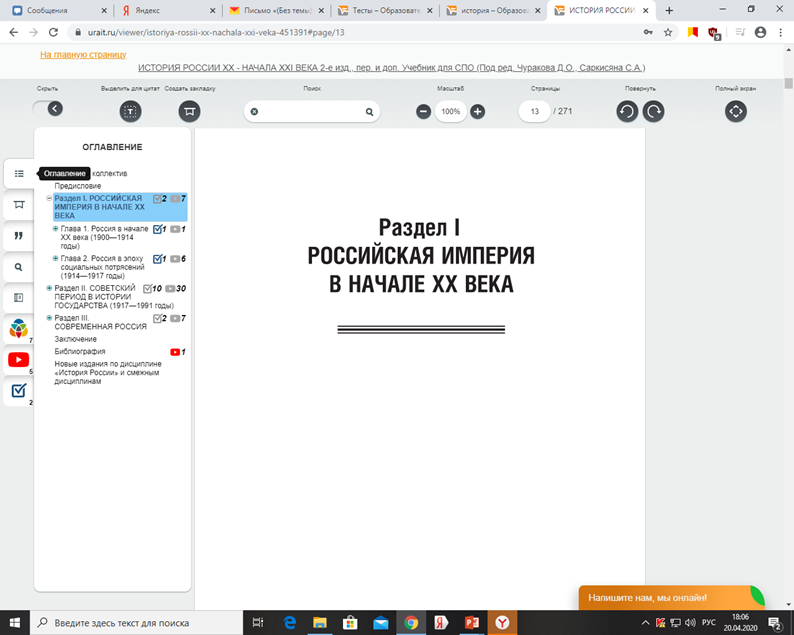 Сообщения
Яндекс
Письмо «(Без темы)
Тесты – Образовате
история – Образова
ИСТОРИЯ РОССИИ
urait.ru/viewer/istoriya-rossii-xx-nachala-xxi-veka-451391#page/13
На главную страницу
ИСТОРИЯ РОССИИ XX - НАЧАЛА XXI ВЕКА 2-е изд., пер. и доп. Учебник для СПО (Под ред. Чуракова Д.О., Саркисяна С.А.)
Скрыть
Выделить для цитат
Создать закладку
Поиск
Масштаб
Страницы
Повернуть
Полный экран
100%
13 / 271
ОГЛАВЛЕНИЕ
Оглавление
коллектив
Предисловие
Раздел I. РОССИЙСКАЯ 2 7
ИМПЕРИЯ В НАЧАЛЕ XX
ВЕКА
Глава 1. Россия в начале 1 1
XX века (1900—1914
годы)
Глава 2. Россия в эпоху 1 6
социальных потрясений
(1914—1917 годы)
Раздел II. СОВЕТСКИЙ 10 30
ПЕРИОД В ИСТОРИИ
ГОСУДАРСТВА (1917—1991 годы)
Раздел III. 2 7
СОВРЕМЕННАЯ РОССИЯ
Заключение
Библиография 1
Новые издания по дисциплине
«История России» и смежным
дисциплинам
7
5
2
Раздел I
РОССИЙСКАЯ ИМПЕРИЯ
В НАЧАЛЕ XX ВЕКА
Напишите нам, мы онлайн!
Введите здесь текст для поиска
РУС
18:06
20.04.2020
2